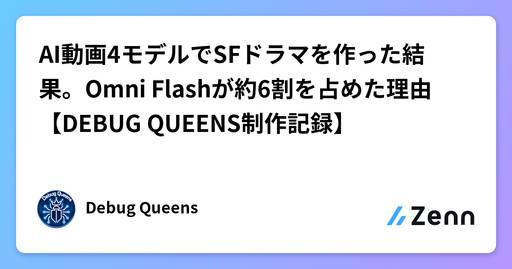 AI動画4モデルでSFドラマを作った結
果。Omni Flashが約6割を占めた理由
【DEBUG QUEENS制作記録】
Debug Queens
Debug Queens
Zenn